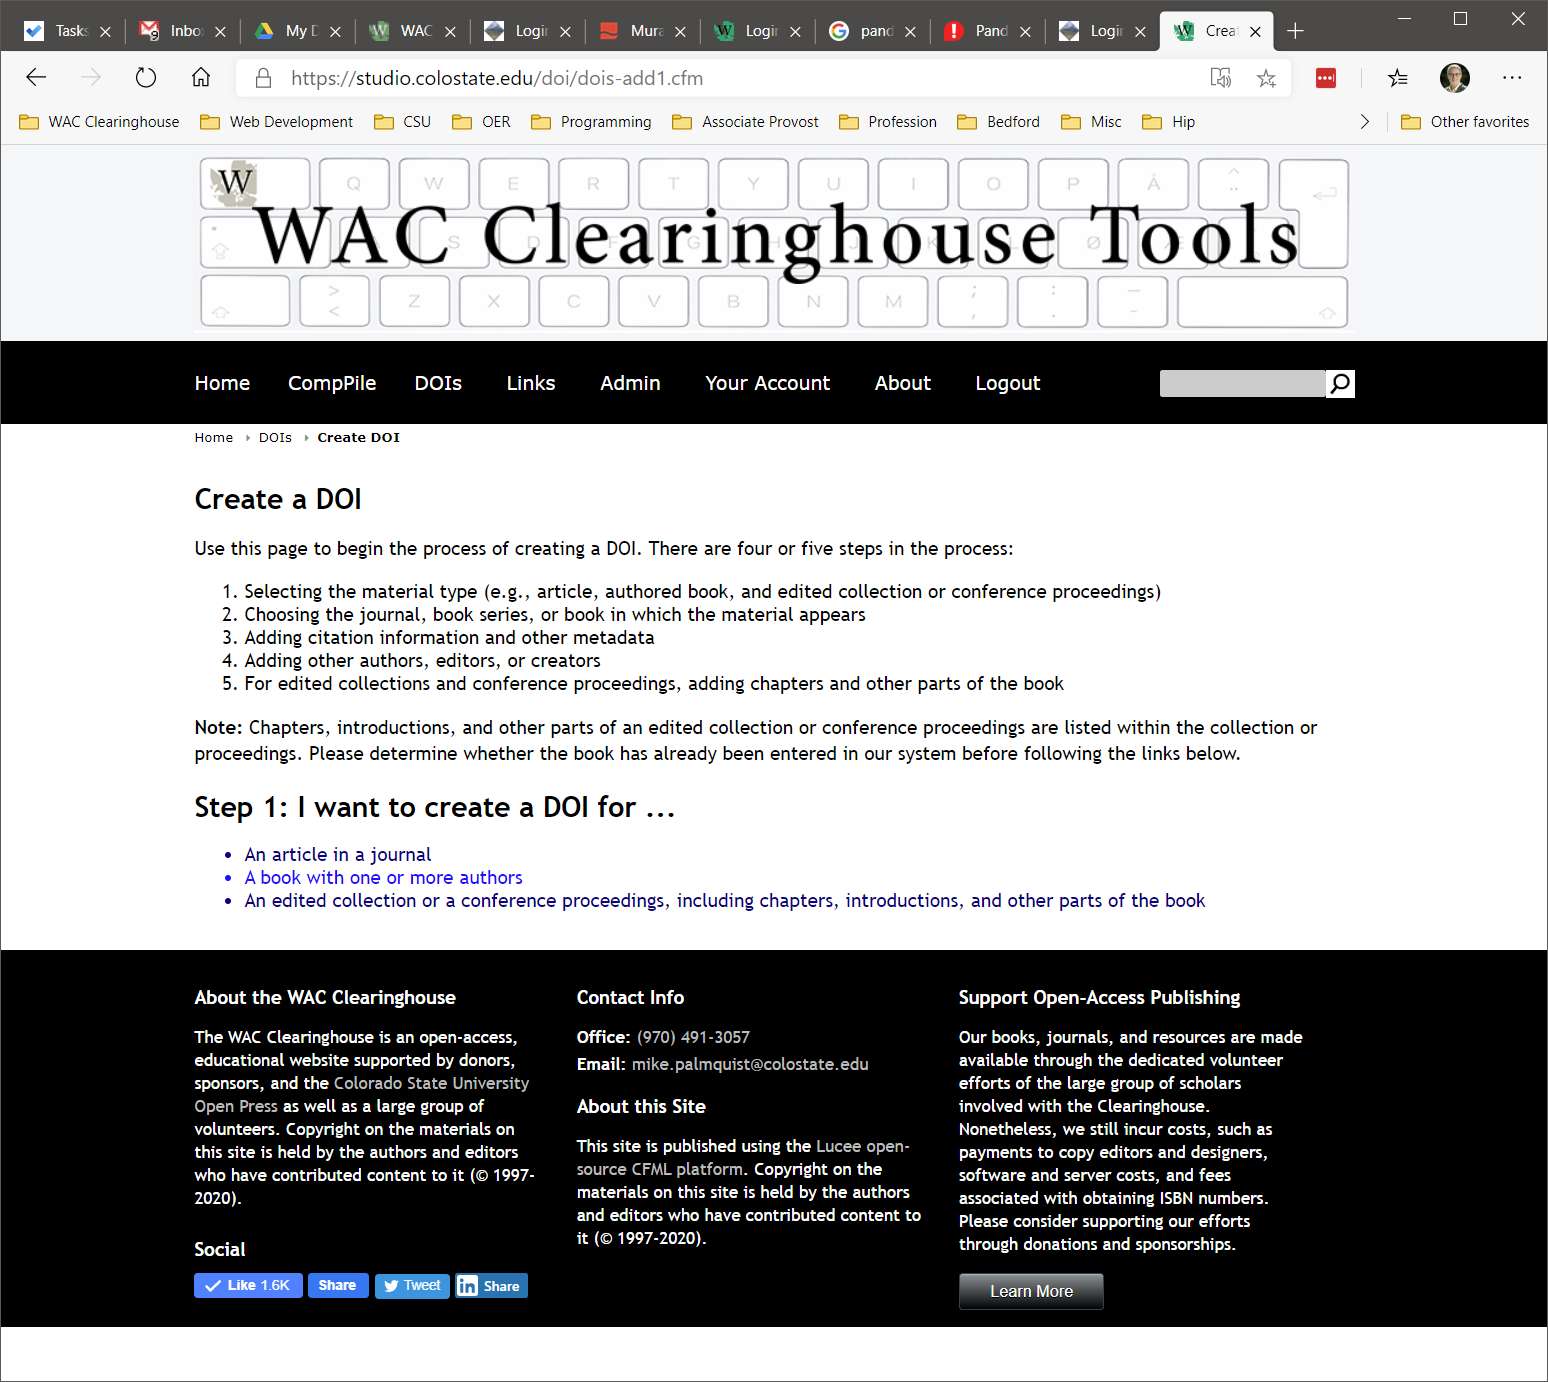 Tasks
Inbo
My D
WAC
Login
Mura
Login
pand
Pand
Login
Creat
https://studio.colostate.edu/doi/dois-add1.cfm
WAC Clearinghouse
Web Development
CSU
OER
Programming
Associate Provost
Profession
Bedford
Misc
Hip
Other favorites
W
Q W E R T Y U I O P Å
WAC Clearinghouse Tools
> < Z X C V B N M ; , : . — -
Home CompPile DOIs Links Admin Your Account About Logout
Home DOIs Create DOI
Create a DOI
Use this page to begin the process of creating a DOI. There are four or five steps in the process:
1. Selecting the material type (e.g., article, authored book, and edited collection or conference proceedings)
2. Choosing the journal, book series, or book in which the material appears
3. Adding citation information and other metadata
4. Adding other authors, editors, or creators
5. For edited collections and conference proceedings, adding chapters and other parts of the book
Note: Chapters, introductions, and other parts of an edited collection or conference proceedings are listed within the collection or
proceedings. Please determine whether the book has already been entered in our system before following the links below.
Step 1: I want to create a DOI for ...
• An article in a journal
• A book with one or more authors
• An edited collection or a conference proceedings, including chapters, introductions, and other parts of the book
About the WAC Clearinghouse
The WAC Clearinghouse is an open-access,
educational website supported by donors,
sponsors, and the Colorado State University
Open Press as well as a large group of
volunteers. Copyright on the materials on
this site is held by the authors and editors
who have contributed content to it (© 1997-
2020).
Social
Like 1.6K
Share
Tweet
in Share
Contact Info
Office: (970) 491-3057
Email: mike.palmquist@colostate.edu
About this Site
This site is published using the Lucee open-
source CFML platform. Copyright on the
materials on this site is held by the authors
and editors who have contributed content to
it (© 1997-2020).
Support Open-Access Publishing
Our books, journals, and resources are made
available through the dedicated volunteer
efforts of the large group of scholars
involved with the Clearinghouse.
Nonetheless, we still incur costs, such as
payments to copy editors and designers,
software and server costs, and fees
associated with obtaining ISBN numbers.
Please consider supporting our efforts
through donations and sponsorships.
Learn More